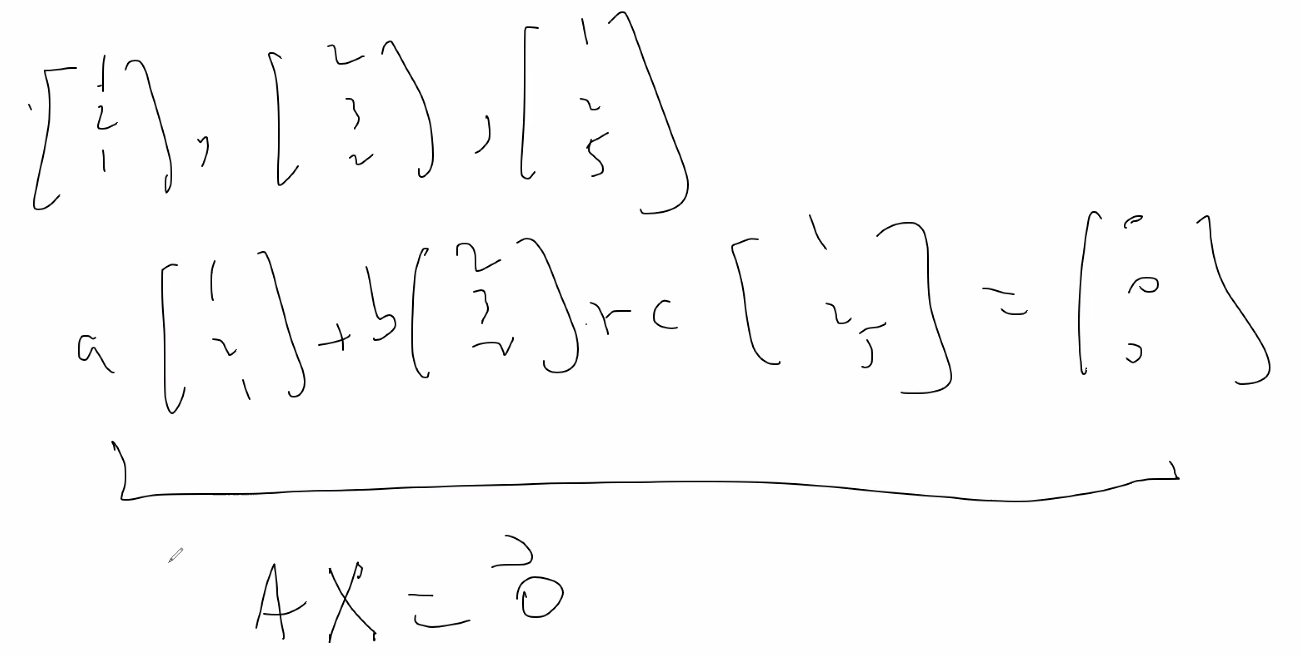 [1 2 1], [2 3 2], [1 2 5]
a [1 2 1] + b [2 3 2] + c [1 2 5] = [0 0 0]
AX = 0⃗